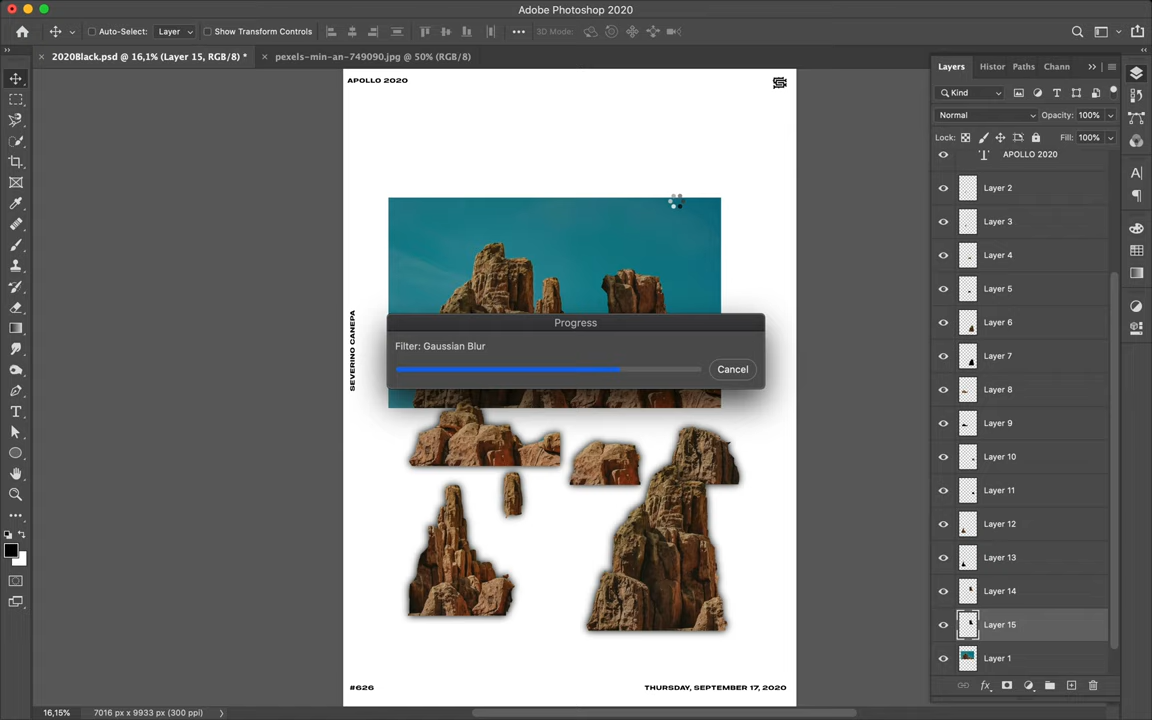 Adobe Photoshop 2020
Auto-Select: Layer Show Transform Controls 3D Mode:
2020Black.psd @ 16,1% (Layer 15, RGB/8) * pexels-min-an-749090.jpg @ 50% (RGB/8)
Layers Histor Paths Chann
Kind
Normal Opacity: 100%
Lock: Fill: 100%
APOLLO 2020
Layer 2
Layer 3
Layer 4
Layer 5
Layer 6
Layer 7
Layer 8
Layer 9
Layer 10
Layer 11
Layer 12
Layer 13
Layer 14
Layer 15
Layer 1
APOLLO 2020
SEVERINO CANEPA
Progress
Filter: Gaussian Blur
Cancel
#626 THURSDAY, SEPTEMBER 17, 2020
16,15% 7016 px x 9933 px (300 ppi)